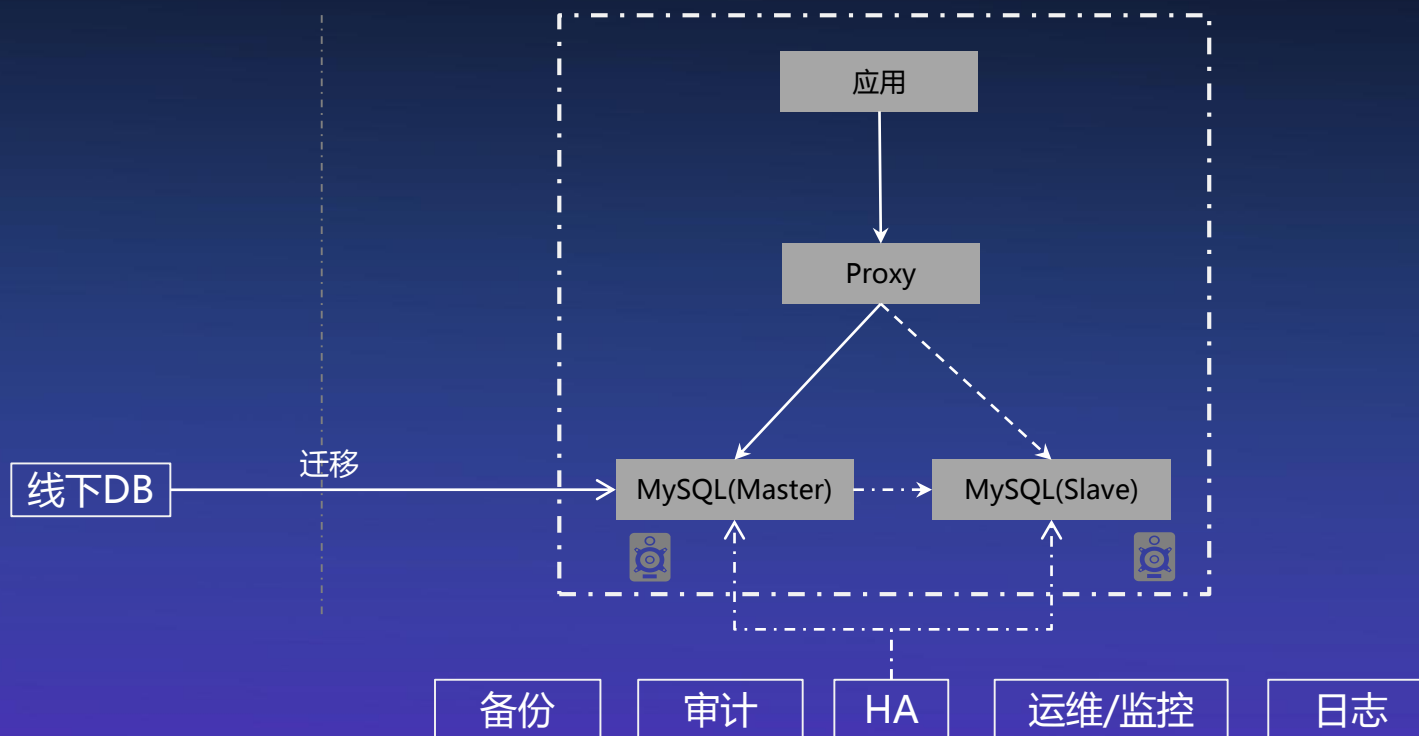 应用
Proxy
迁移
线下DB
MySQL(Master)
MySQL(Slave)
备份
审计
HA
运维/监控
日志